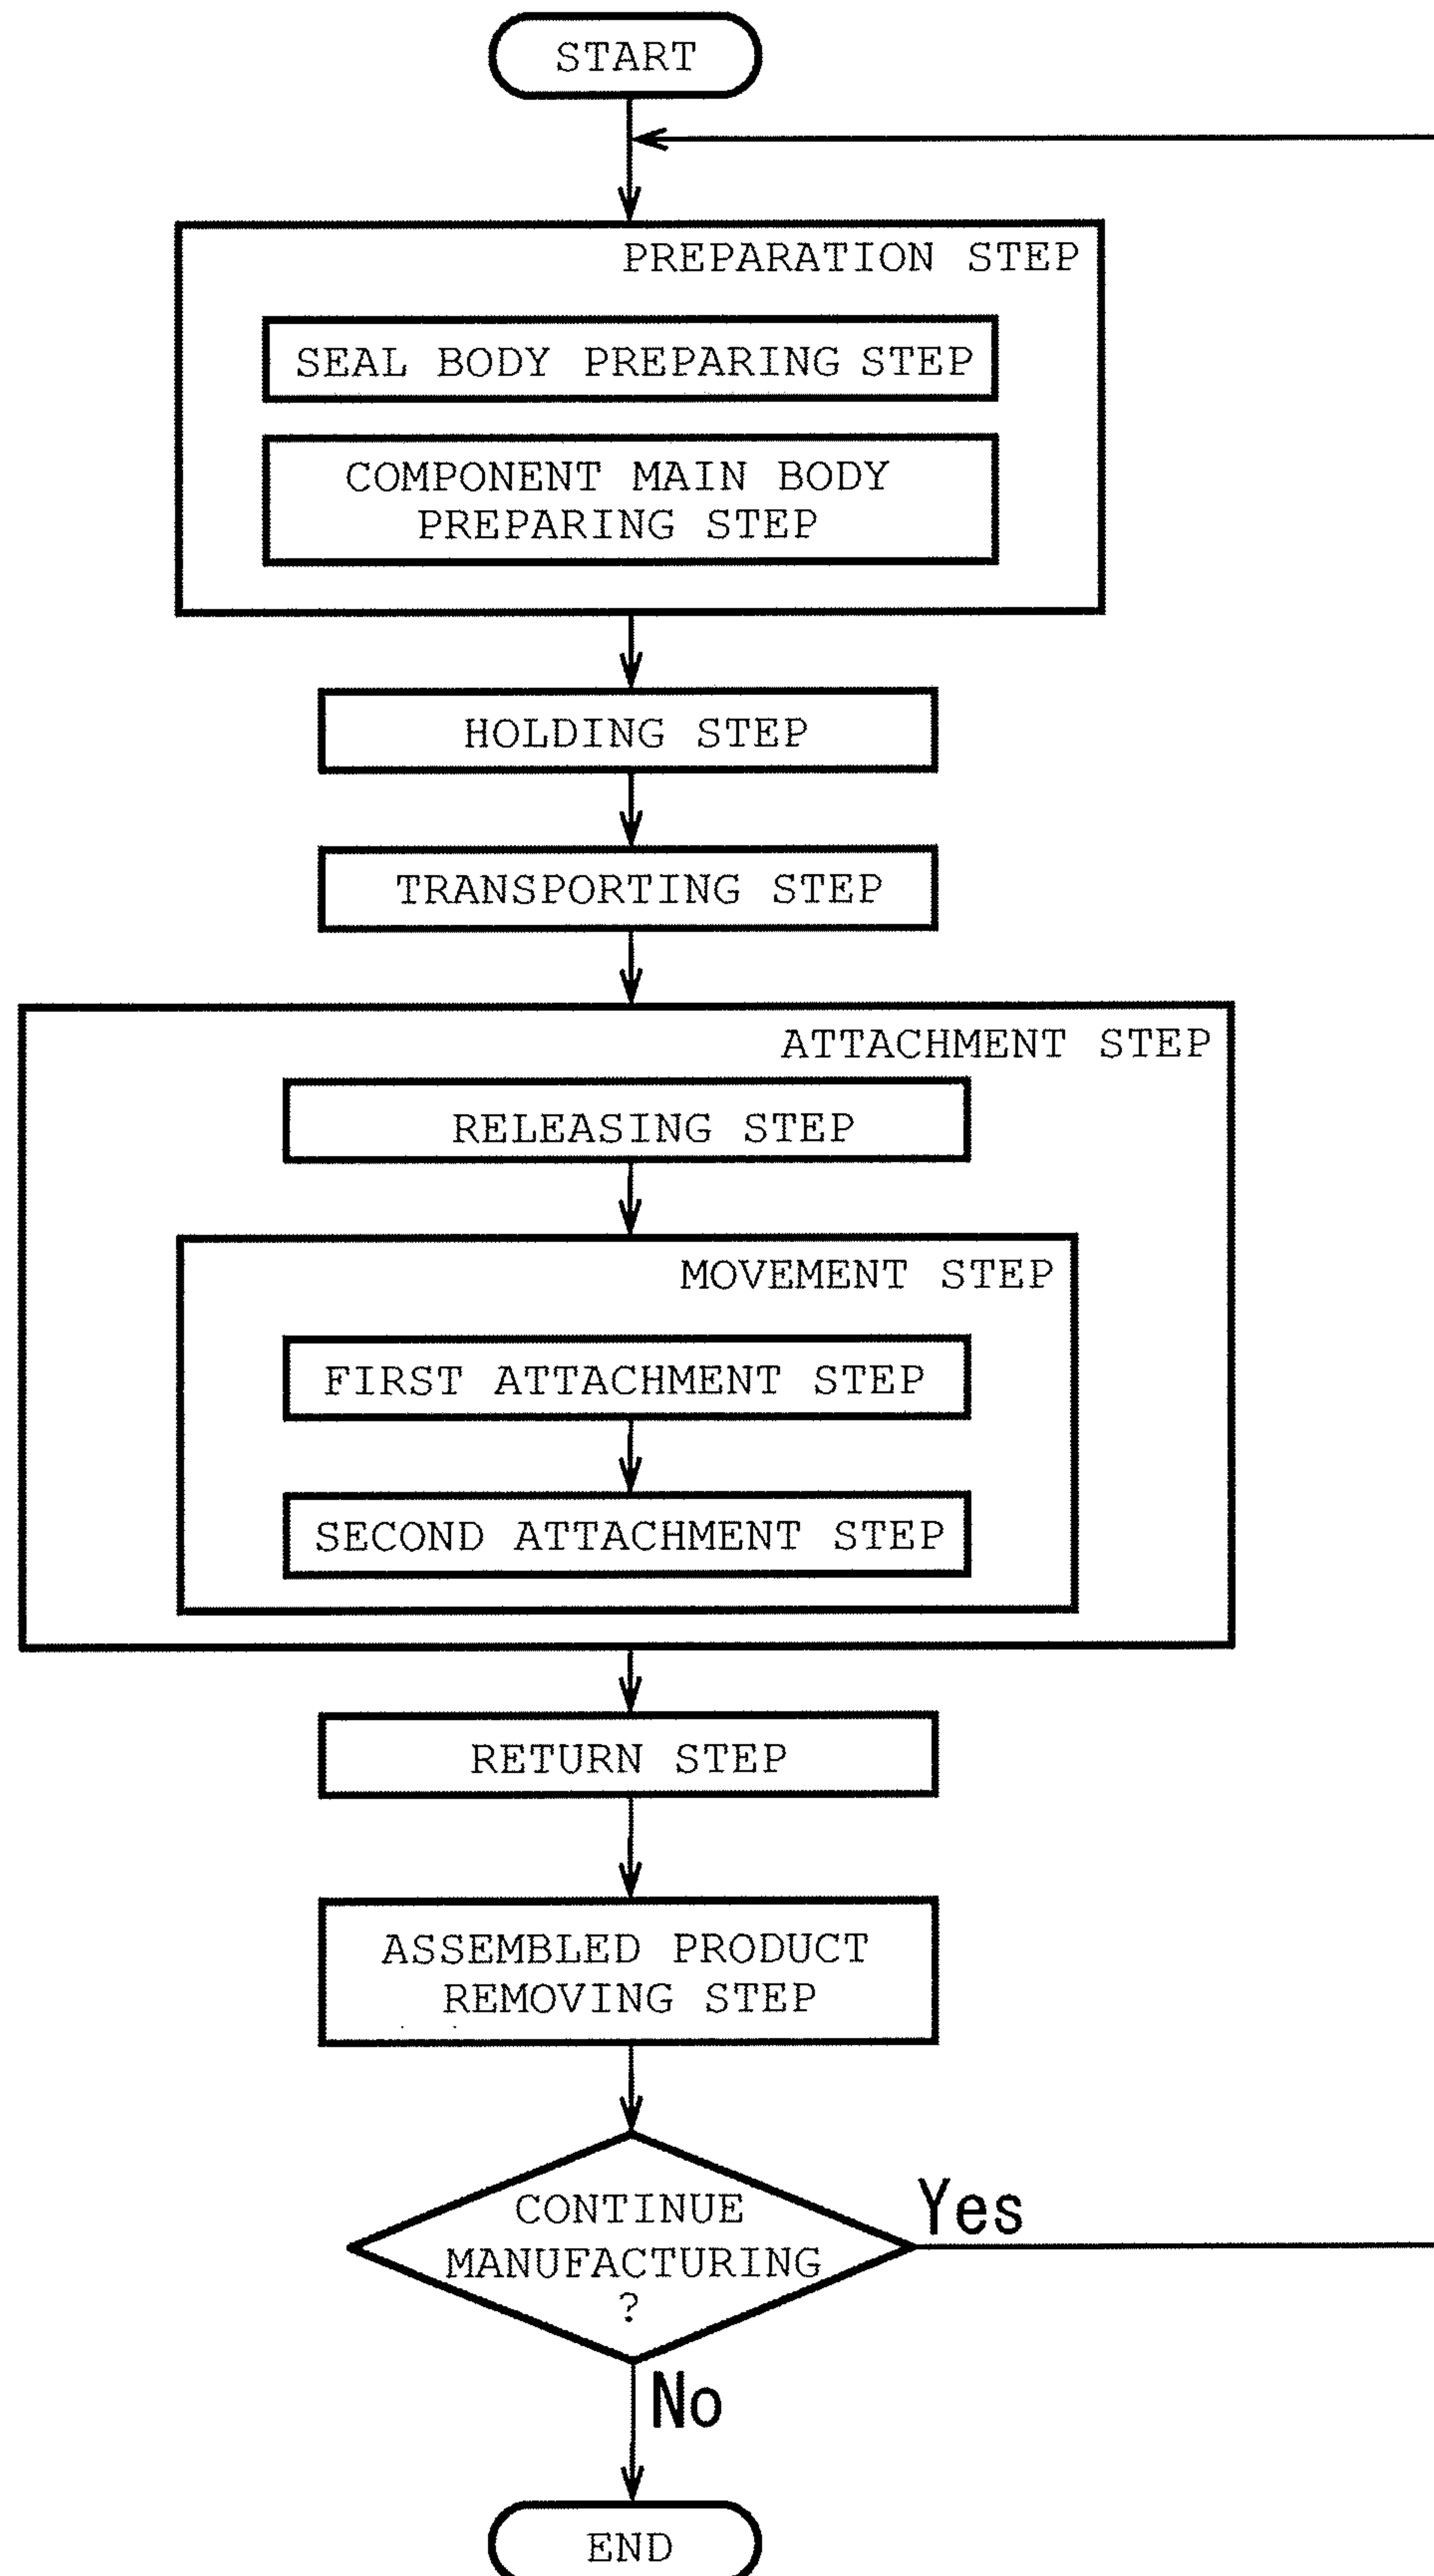 START
PREPARATION STEP
SEAL BODY PREPARING STEP
COMPONENT MAIN BODY
PREPARING STEP
HOLDING STEP
TRANSPORTING STEP
ATTACHMENT STEP
RELEASING STEP
MOVEMENT STEP
FIRST ATTACHMENT STEP
SECOND ATTACHMENT STEP
RETURN STEP
ASSEMBLED PRODUCT
REMOVING STEP
CONTINUE
MANUFACTURING
?
Yes
No
END